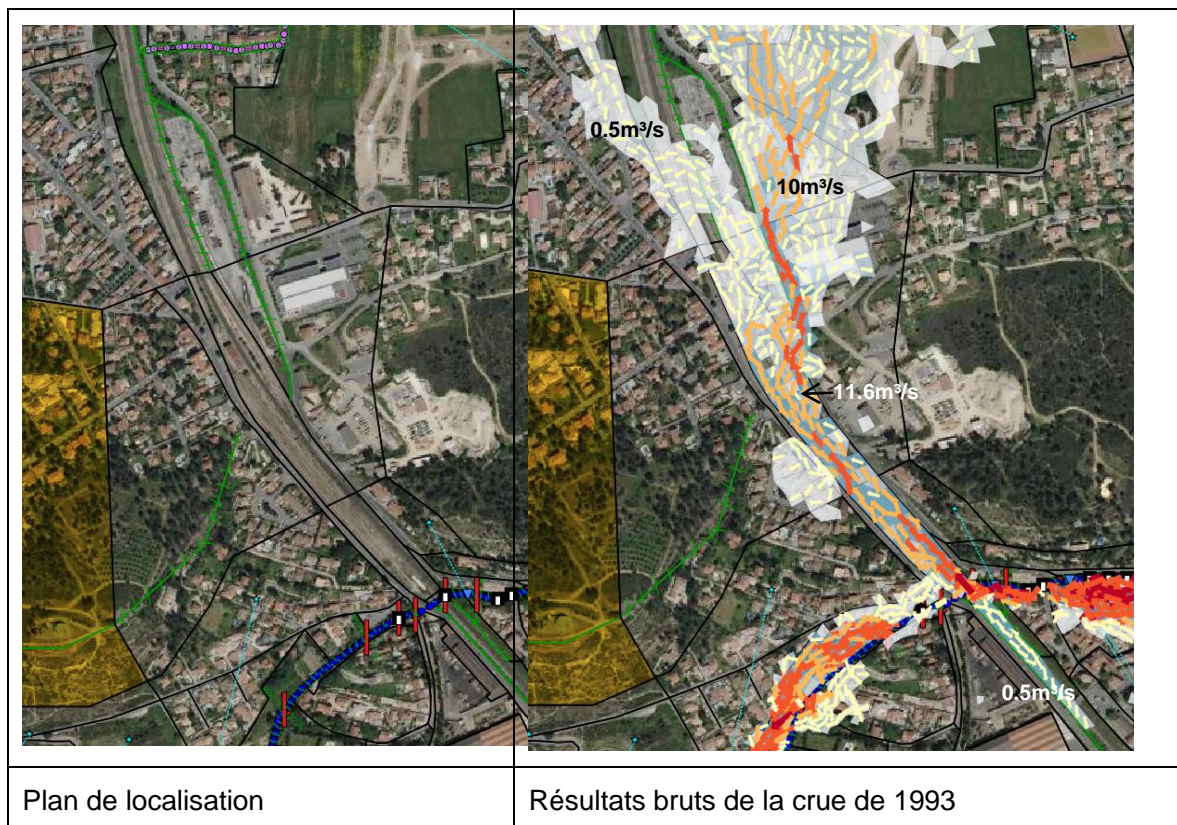 0.5m³/s
10m³/s
11.6m³/s
0.5m³/s
Plan de localisation
Résultats bruts de la crue de 1993